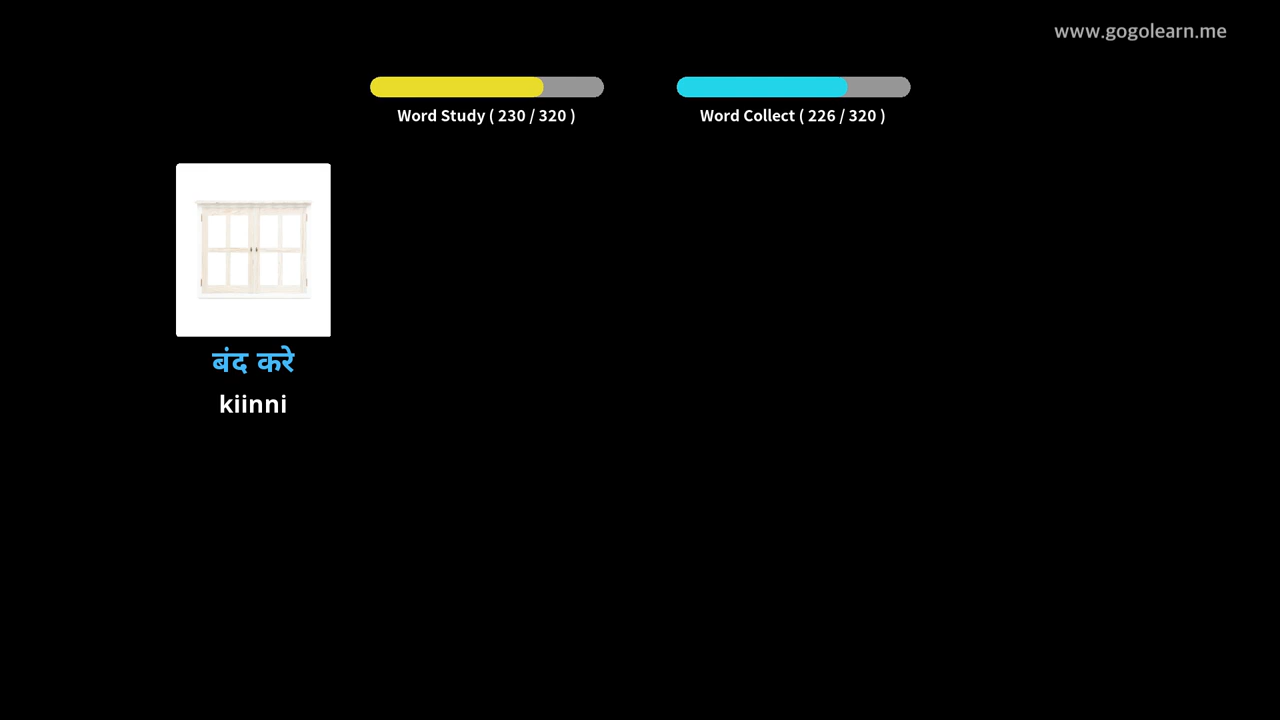 www.gogolearn.me
Word Study ( 230 / 320 )
Word Collect ( 226 / 320 )
बंद करे
kiinni